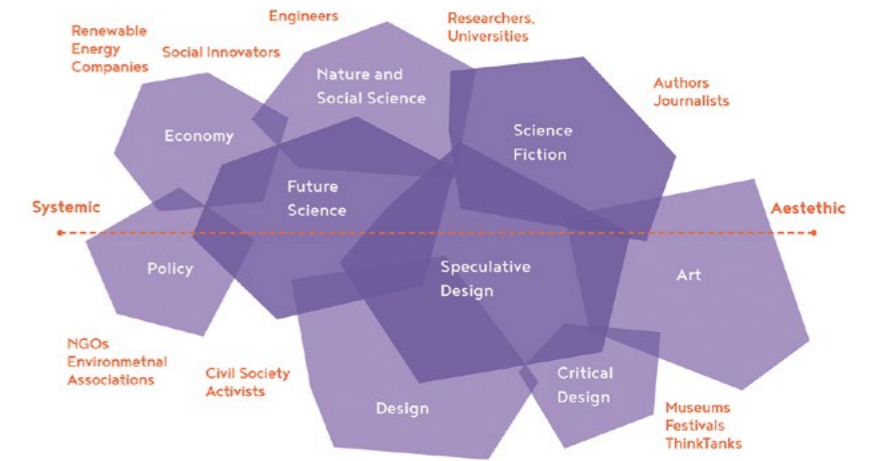 Engineers
Researchers,
Universities
Renewable
Energy
Companies
Social Innovators
Nature and
Social Science
Authors
Journalists
Economy
Science
Fiction
Future
Science
Systemic
Aestethic
Policy
Speculative
Design
Art
NGOs
Environmetnal
Associations
Civil Society
Activists
Critical
Design
Design
Museums
Festivals
ThinkTanks